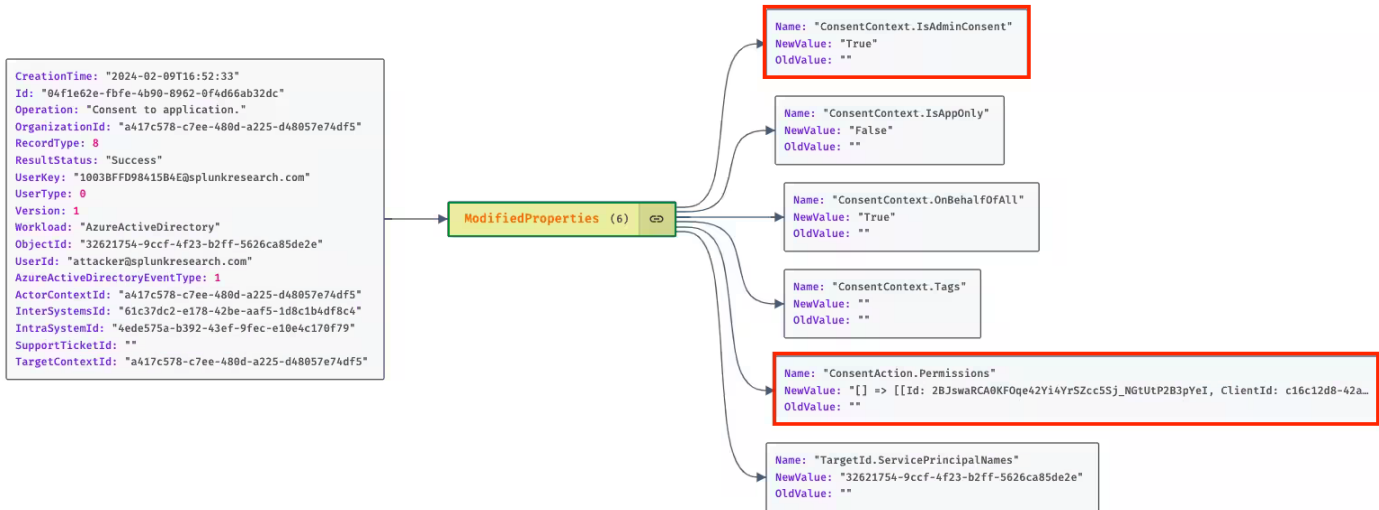 CreationTime: "2024-02-09T16:52:33"
Id: "04f1e62e-fbfe-4b90-8962-0f4d66ab32dc"
Operation: "Consent to application."
OrganizationId: "a417c578-c7ee-480d-a225-d48057e74df5"
RecordType: 8
ResultStatus: "Success"
UserKey: "1003BFFD98415B4E@splunkresearch.com"
UserType: 0
Version: 1
Workload: "AzureActiveDirectory"
ObjectId: "32621754-9ccf-4f23-b2ff-5626ca85de2e"
UserId: "attacker@splunkresearch.com"
AzureActiveDirectoryEventType: 1
ActorContextId: "a417c578-c7ee-480d-a225-d48057e74df5"
InterSystemsId: "61c37dc2-e178-42be-aaf5-1d8c1b4df8c4"
IntraSystemId: "4ede575a-b392-43ef-9fec-e10e4c170f79"
SupportTicketId: ""
TargetContextId: "a417c578-c7ee-480d-a225-d48057e74df5"
ModifiedProperties (6)
Name: "ConsentContext.IsAdminConsent"
NewValue: "True"
OldValue: ""
Name: "ConsentContext.IsAppOnly"
NewValue: "False"
OldValue: ""
Name: "ConsentContext.OnBehalfOfAll"
NewValue: "True"
OldValue: ""
Name: "ConsentContext.Tags"
NewValue: ""
OldValue: ""
Name: "ConsentAction.Permissions"
NewValue: "[] => [[Id: 2BJswaRCA0KFOqe42Yi4YrSZcc5Sj_NGtUtP2B3pYeI, ClientId: c16c12d8-42a…
OldValue: ""
Name: "TargetId.ServicePrincipalNames"
NewValue: "32621754-9ccf-4f23-b2ff-5626ca85de2e"
OldValue: ""